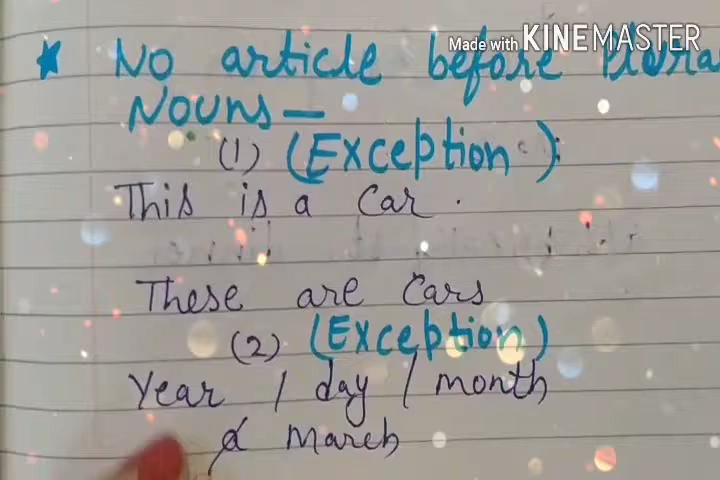 Made with KINEMASTER
★ No article before Plura
Nouns —
(1) (Exception):
This is a car.
These are cars
(2) (Exception)
Year / day / month
a March